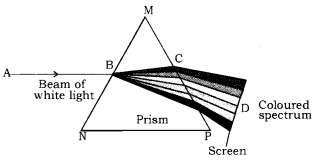 M
C
A
B
Beam of
white light
D
Coloured
spectrum
Prism
N
P
Screen